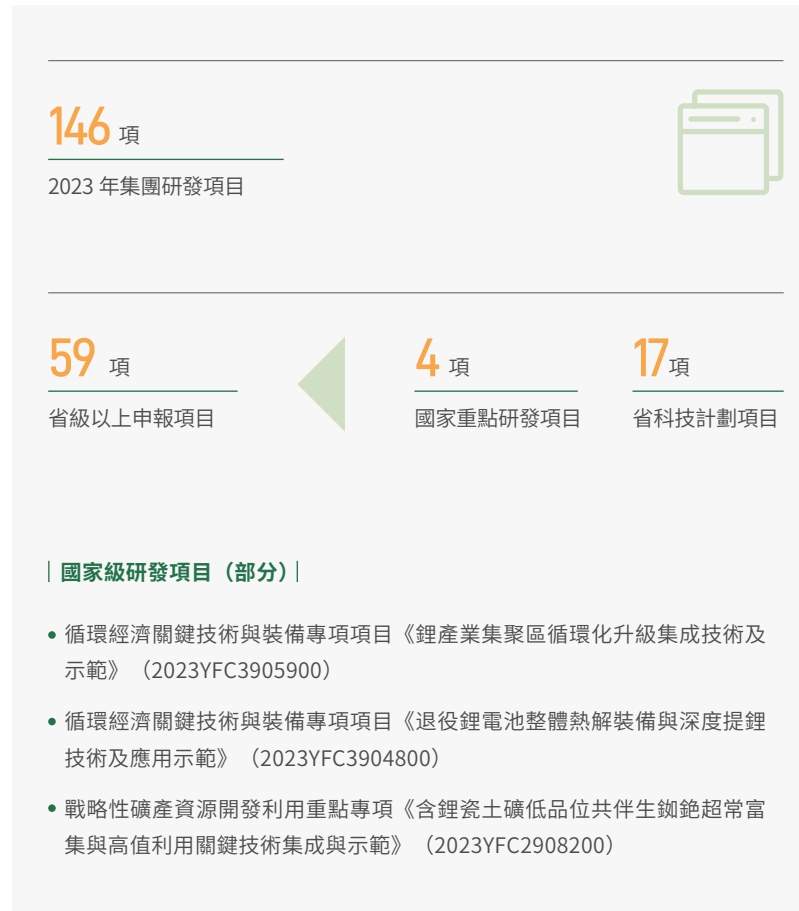 146 項
2023 年集團研發項目
59 項
省級以上申報項目
4 項
國家重點研發項目
17項
省科技計劃項目
國家級研發項目（部分）
循環經濟關鍵技術與裝備專項項目《鋰產業集聚區循環化升級集成技術及
示範》（2023YFC3905900）
循環經濟關鍵技術與裝備專項項目《退役鋰電池整體熱解裝備與深度提鋰
技術及應用示範》（2023YFC3904800）
戰略性礦產資源開發利用重點專項《含鋰瓷土礦低品位共伴生銣銫超常富
集與高值利用關鍵技術集成與示範》（2023YFC2908200）